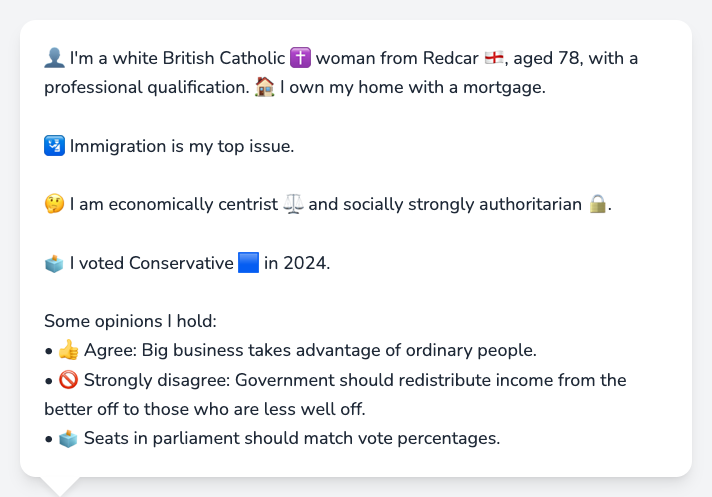 👤 I'm a white British Catholic ✝️ woman from Redcar 🏴󠁧󠁢󠁥󠁮󠁧󠁿, aged 78, with a
professional qualification. 🏠 I own my home with a mortgage.
🛂 Immigration is my top issue.
🤔 I am economically centrist ⚖️ and socially strongly authoritarian 🔒.
🗳️ I voted Conservative 🟦 in 2024.
Some opinions I hold:
• 👍 Agree: Big business takes advantage of ordinary people.
• 🚫 Strongly disagree: Government should redistribute income from the
better off to those who are less well off.
• 🗳️ Seats in parliament should match vote percentages.